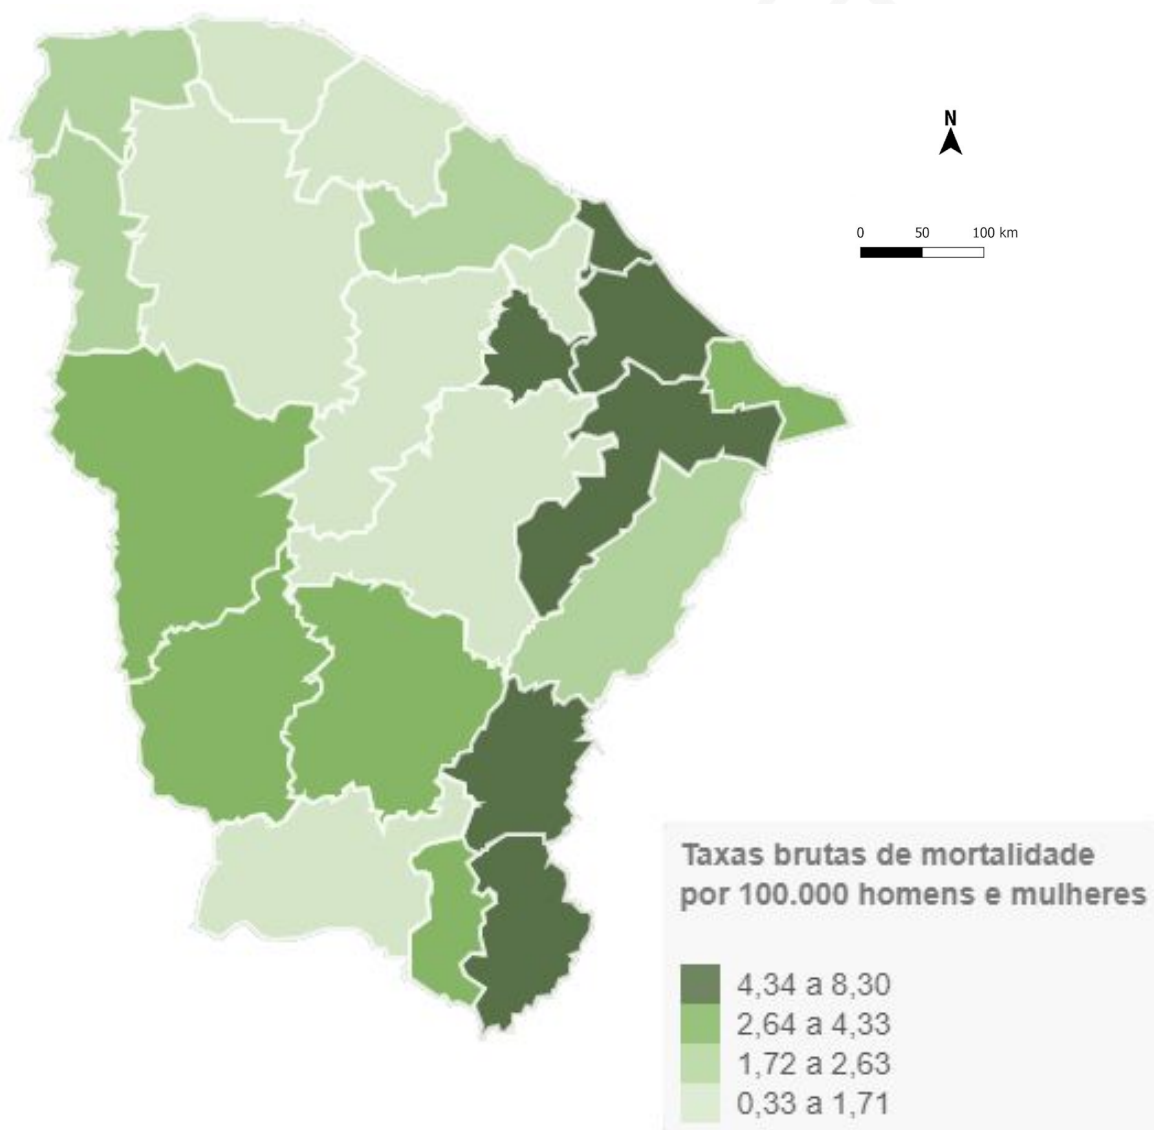 N
0 50 100 km
Taxas brutas de mortalidade
por 100.000 homens e mulheres
4,34 a 8,30
2,64 a 4,33
1,72 a 2,63
0,33 a 1,71